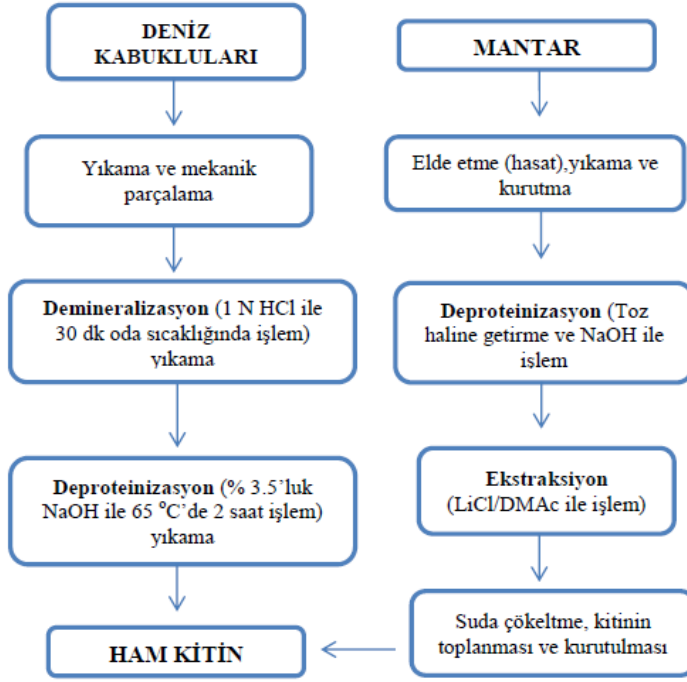 DENİZ
KABUKLULARI
Yıkama ve mekanik
parçalama
Demineralizasyon (1 N HCl ile
30 dk oda sıcaklığında işlem)
yıkama
Deproteinizasyon (% 3.5’luk
NaOH ile 65 °C’de 2 saat işlem)
yıkama
HAM KİTİN
MANTAR
Elde etme (hasat),yıkama ve
kurutma
Deproteinizasyon (Toz
haline getirme ve NaOH ile
işlem
Ekstraksiyon
(LiCl/DMAc ile işlem)
Suda çökeltme, kitinin
toplanması ve kurutulması